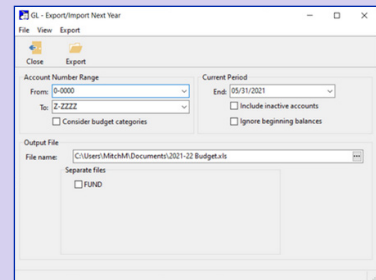 GL - Export/Import Next Year
File View Export
Close Export
Account Number Range
From: 0-0000
To: Z-ZZZZ
Consider budget categories
Current Period
End: 05/31/2021
Include inactive accounts
Ignore beginning balances
Output File
File name: C:\Users\MitchM\Documents\2021-22 Budget.xls ...
Separate files
FUND